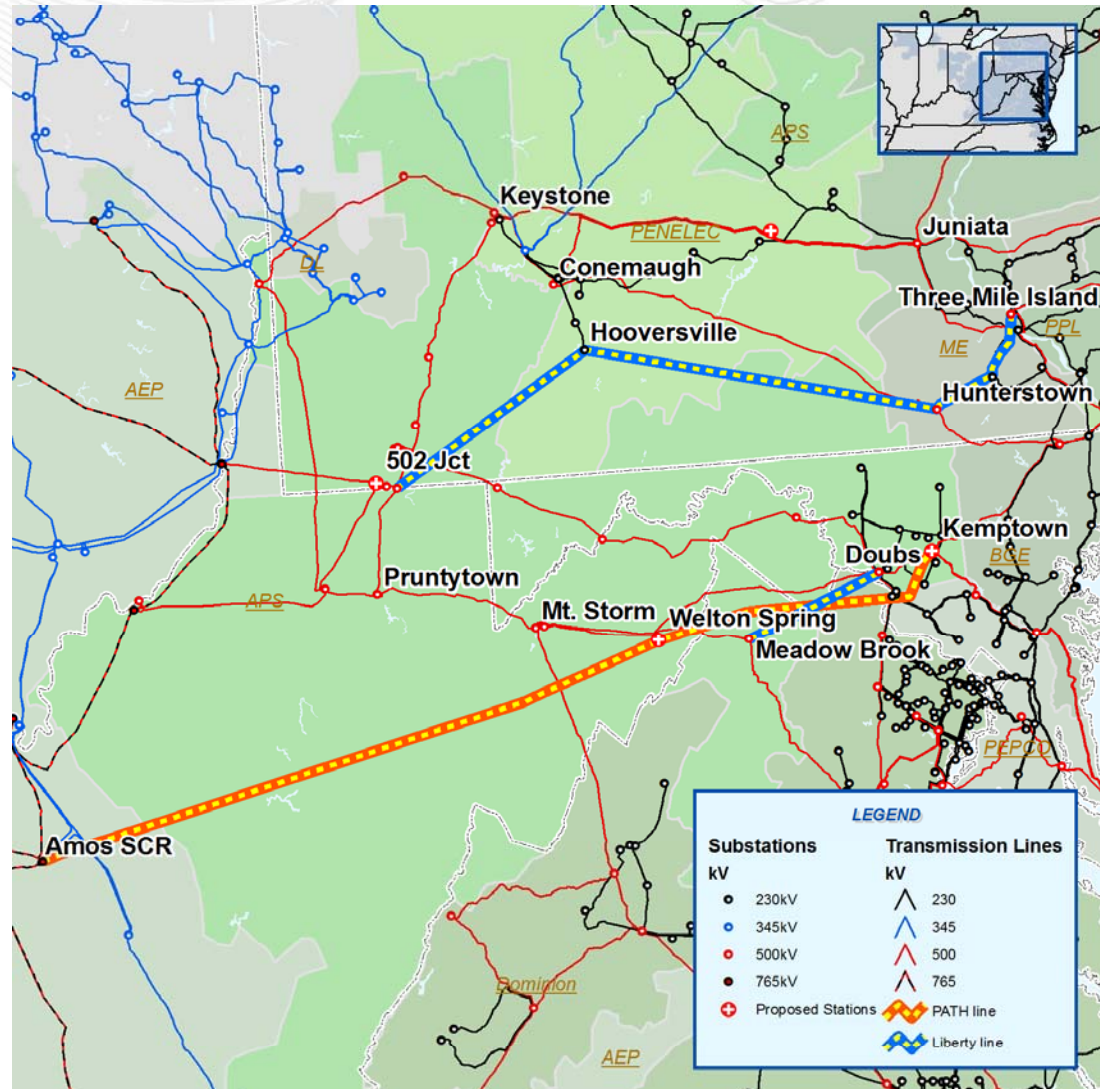 APS
Keystone
PENELEC
Juniata
DL
Conemaugh
Three Mile Island
Hooversville
PPL
ME
AEP
Hunterstown
502 Jct
Kemptown
Doubs
BGE
Pruntytown
APS
Mt. Storm
Welton Spring
Meadow Brook
PEPCO
Amos SCR
Dominion
AEP
LEGEND
Substations Transmission Lines
kV kV
230kV 230
345kV 345
500kV 500
765kV 765
Proposed Stations PATH line
Liberty line